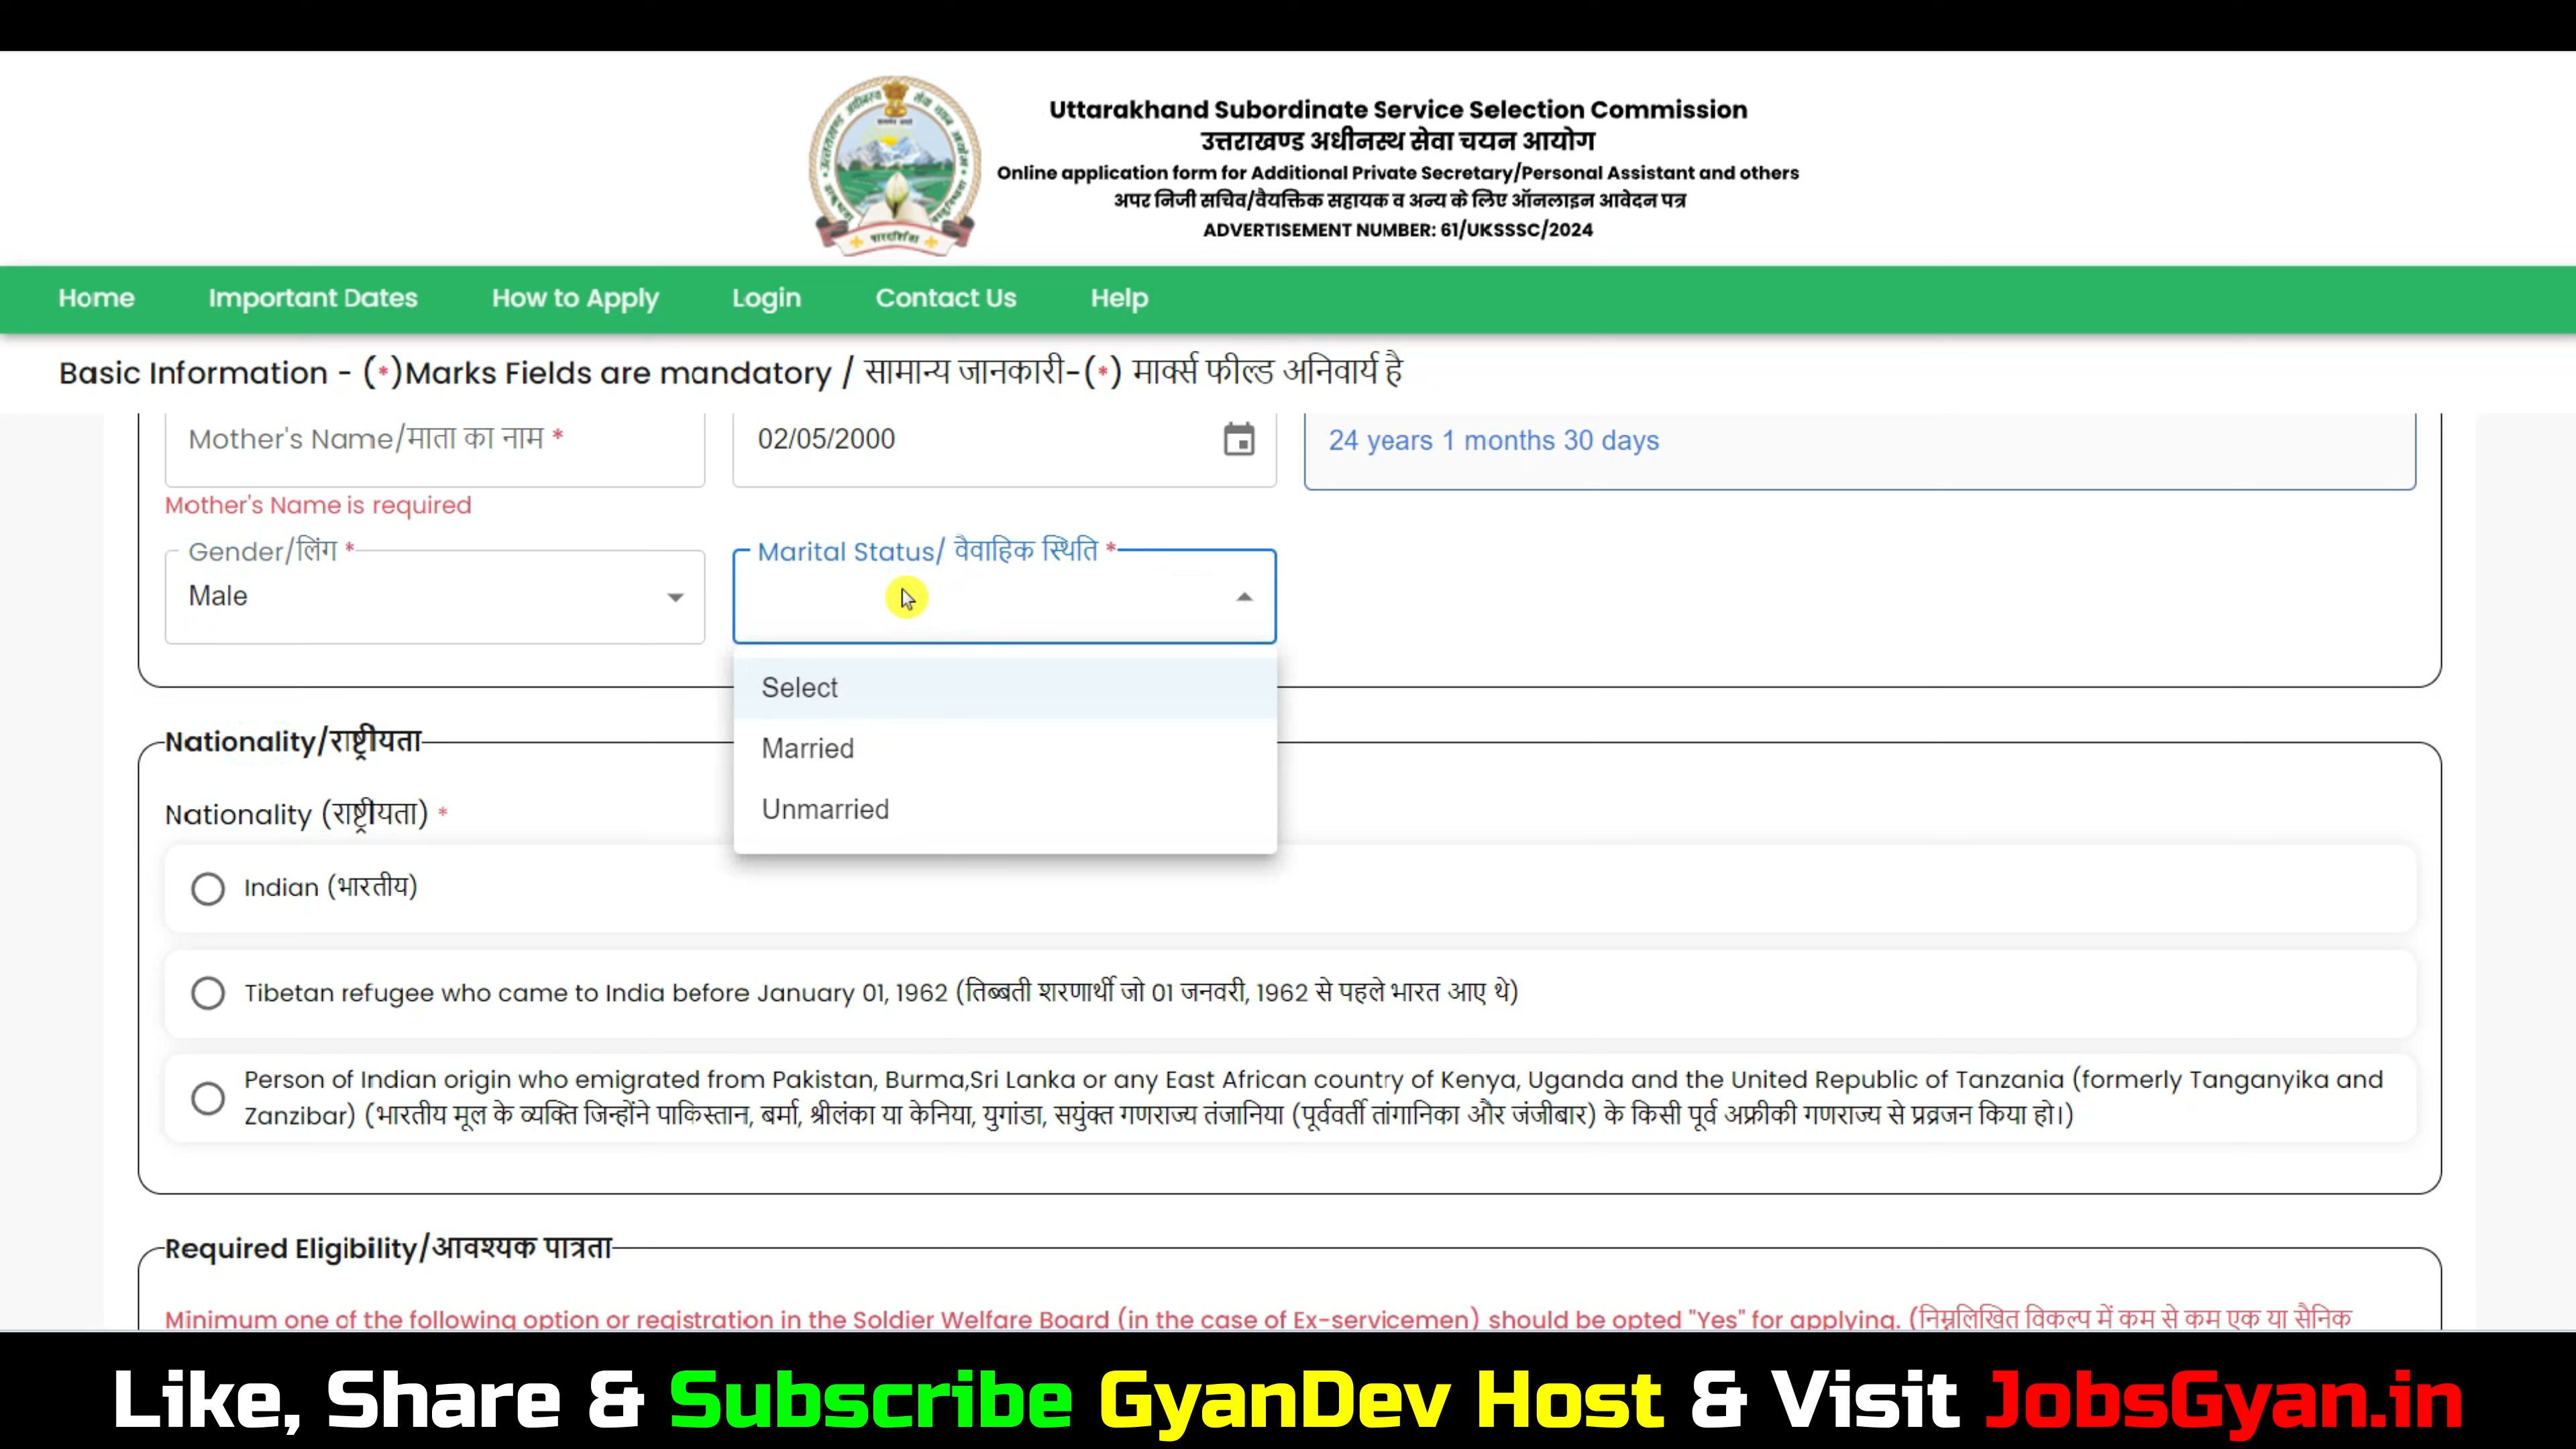 Uttarakhand Subordinate Service Selection Commission
उत्तराखण्ड अधीनस्थ सेवा चयन आयोग
Online application form for Additional Private Secretary/Personal Assistant and others
अपर निजी सचिव/वैयक्तिक सहायक व अन्य के लिए ऑनलाइन आवेदन पत्र
ADVERTISEMENT NUMBER: 61/UKSSSC/2024
Home Important Dates How to Apply Login Contact Us Help
Basic Information - (*)Marks Fields are mandatory / सामान्य जानकारी-(*) मार्क्स फील्ड अनिवार्य है
Mother's Name/माता का नाम * 02/05/2000 24 years 1 months 30 days
Mother's Name is required
Gender/लिंग * Marital Status/ वैवाहिक स्थिति *
Male
Select
Married
Unmarried
Nationality/राष्ट्रीयता
Nationality (राष्ट्रीयता) *
Indian (भारतीय)
Tibetan refugee who came to India before January 01, 1962 (तिब्बती शरणार्थी जो 01 जनवरी, 1962 से पहले भारत आए थे)
Person of Indian origin who emigrated from Pakistan, Burma,Sri Lanka or any East African country of Kenya, Uganda and the United Republic of Tanzania (formerly Tanganyika and
Zanzibar) (भारतीय मूल के व्यक्ति जिन्होंने पाकिस्तान, बर्मा, श्रीलंका या केनिया, युगांडा, सयुंक्त गणराज्य तंजानिया (पूर्ववर्ती तांगानिका और जंजीबार) के किसी पूर्व अफ्रीकी गणराज्य से प्रव्रजन किया हो।)
Required Eligibility/आवश्यक पात्रता
Minimum one of the following option or registration in the Soldier Welfare Board (in the case of Ex-servicemen) should be opted "Yes" for applying. (निम्नलिखित विकल्प में कम से कम एक या सैनिक
Like, Share & Subscribe GyanDev Host & Visit JobsGyan.in